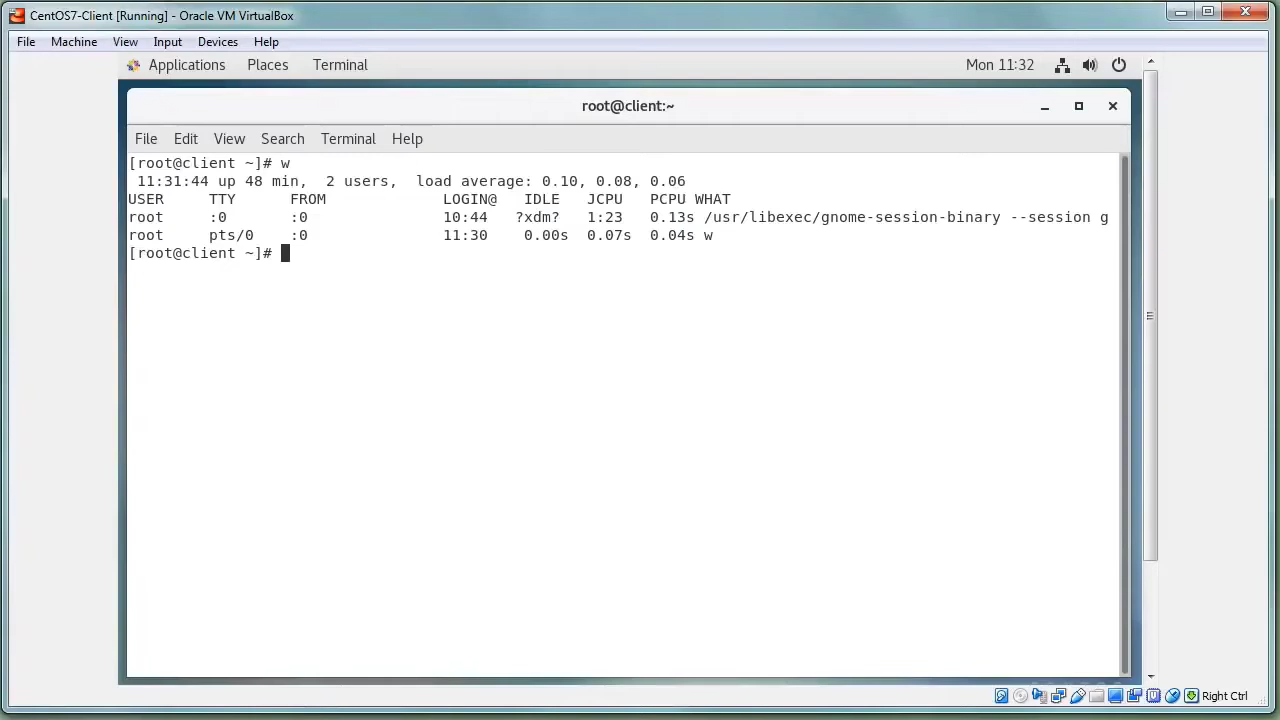 CentOS7-Client [Running] - Oracle VM VirtualBox
File Machine View Input Devices Help
Applications Places Terminal Mon 11:32
root@client:~
File Edit View Search Terminal Help
[root@client ~]# w
 11:31:44 up 48 min,  2 users,  load average: 0.10, 0.08, 0.06
USER     TTY      FROM             LOGIN@   IDLE   JCPU   PCPU WHAT
root     :0       :0               10:44   ?xdm?   1:23   0.13s /usr/libexec/gnome-session-binary --session g
root     pts/0    :0               11:30    0.00s  0.07s  0.04s w
[root@client ~]#
Right Ctrl